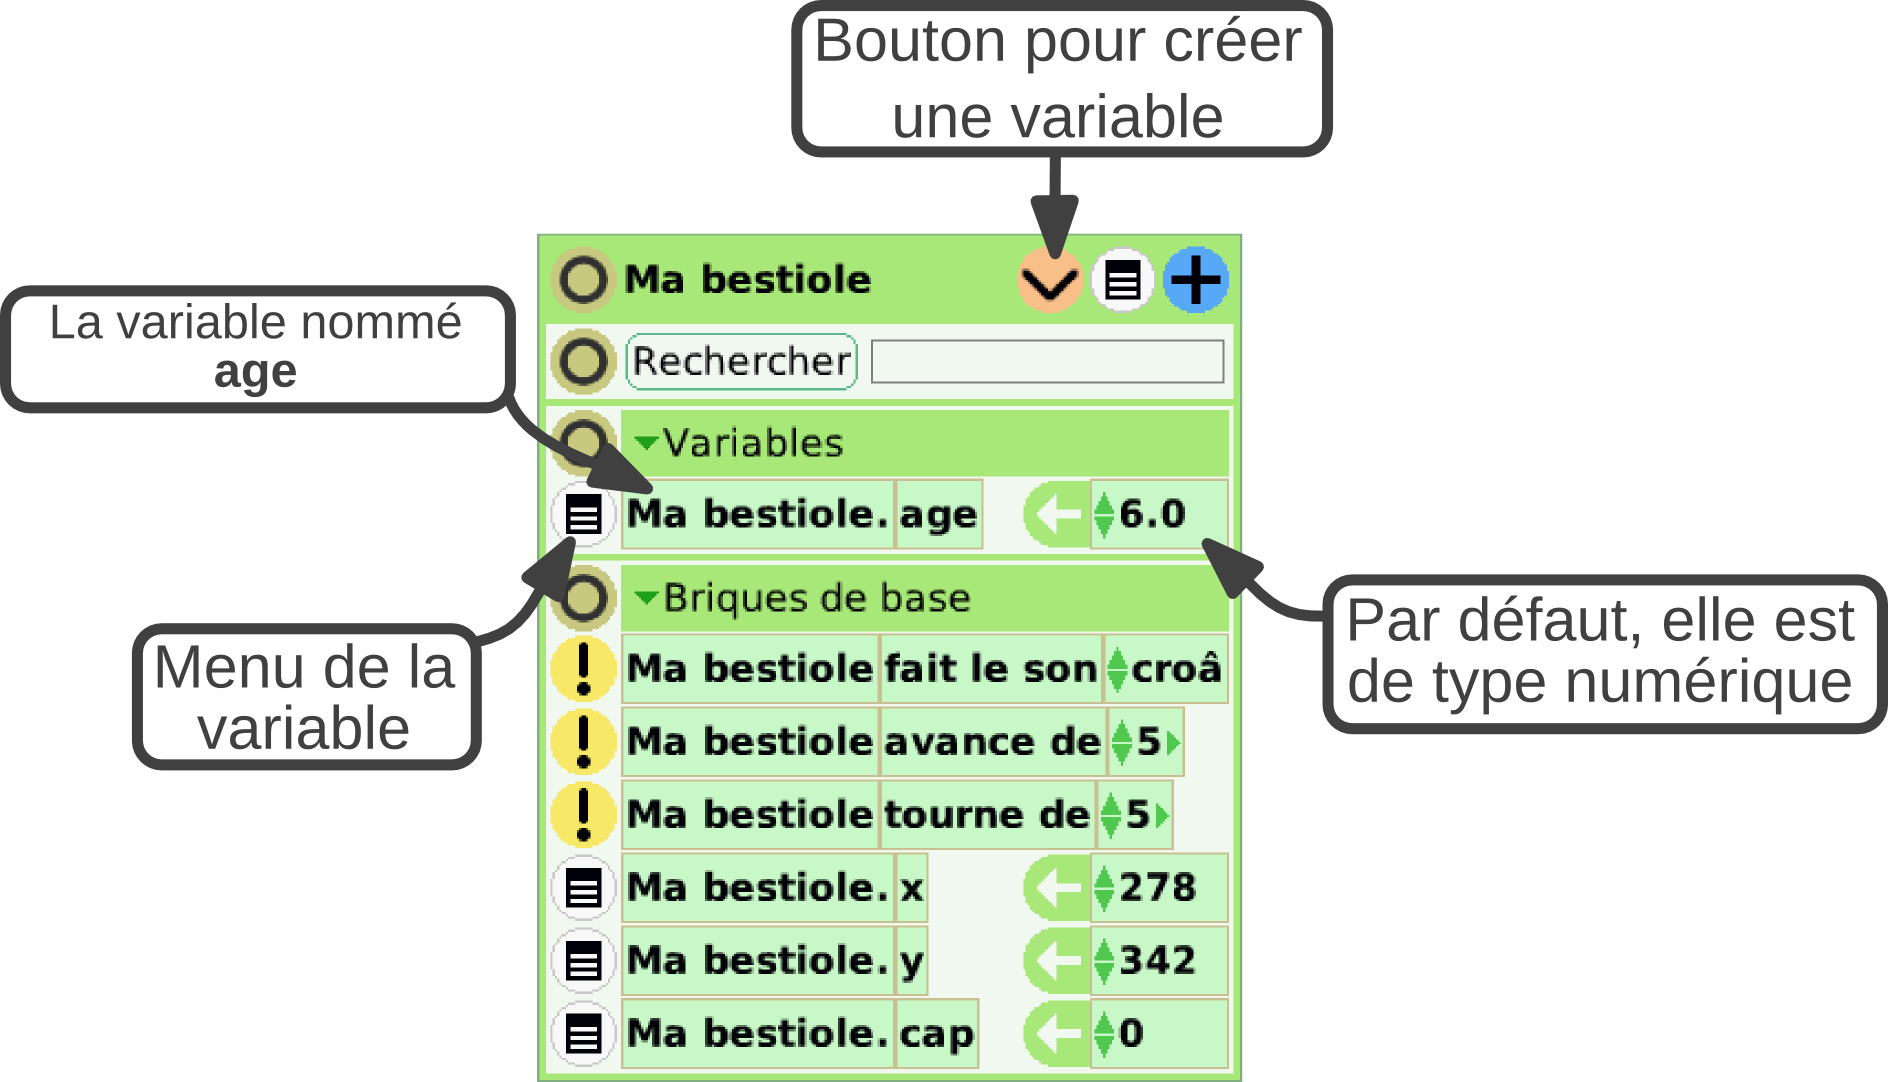 Bouton pour créer
une variable
Ma bestiole
La variable nommé
age
Rechercher
Variables
Ma bestiole. age 6.0
Briques de base
Menu de la
variable
Par défaut, elle est
de type numérique
Ma bestiole fait le son croâ
Ma bestiole avance de 5
Ma bestiole tourne de 5
Ma bestiole. x 278
Ma bestiole. y 342
Ma bestiole. cap 0